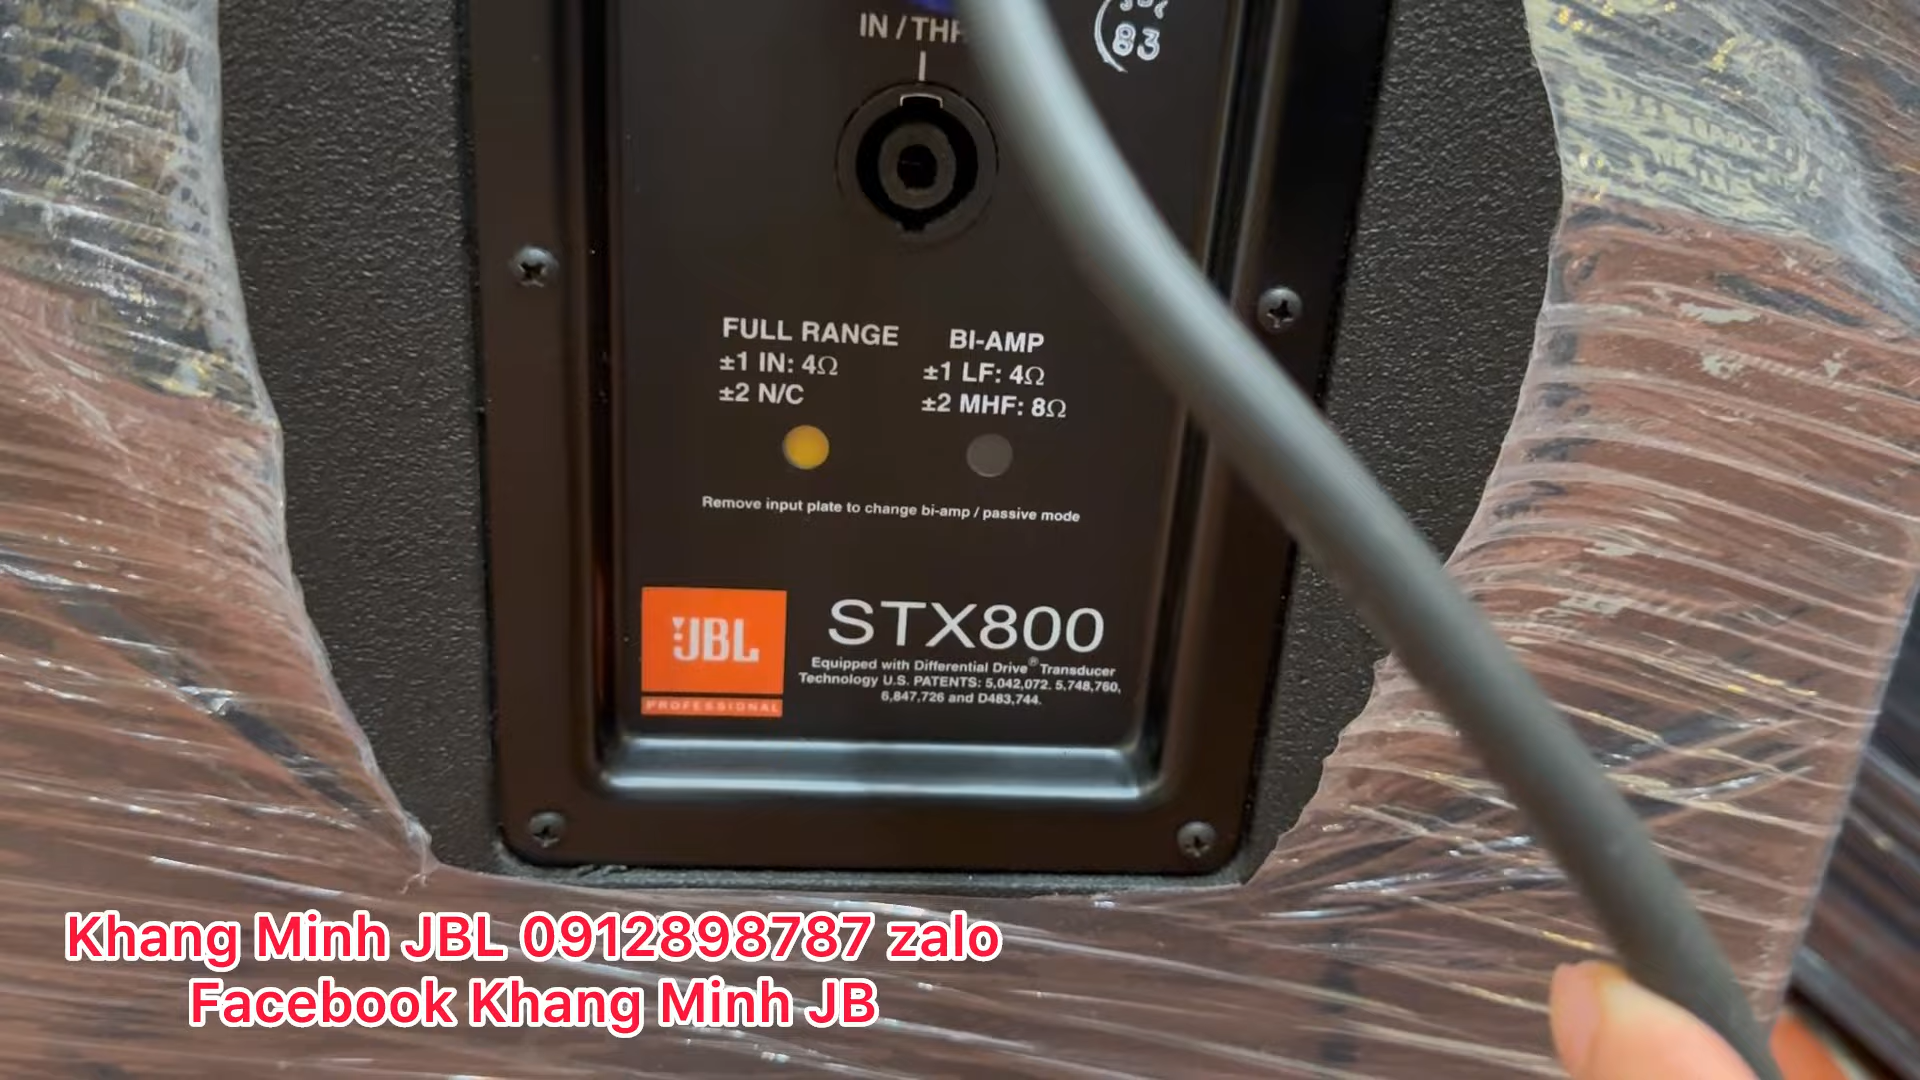 IN / THR
83
FULL RANGE
±1 IN: 4Ω
±2 N/C
BI-AMP
±1 LF: 4Ω
±2 MHF: 8Ω
Remove input plate to change bi-amp / passive mode
JBL
PROFESSIONAL
STX800
Equipped with Differential Drive® Transducer
Technology U.S. PATENTS: 5,042,072. 5,748,760,
6,847,726 and D483,744.
Khang Minh JBL 0912898787 zalo
Facebook Khang Minh JB